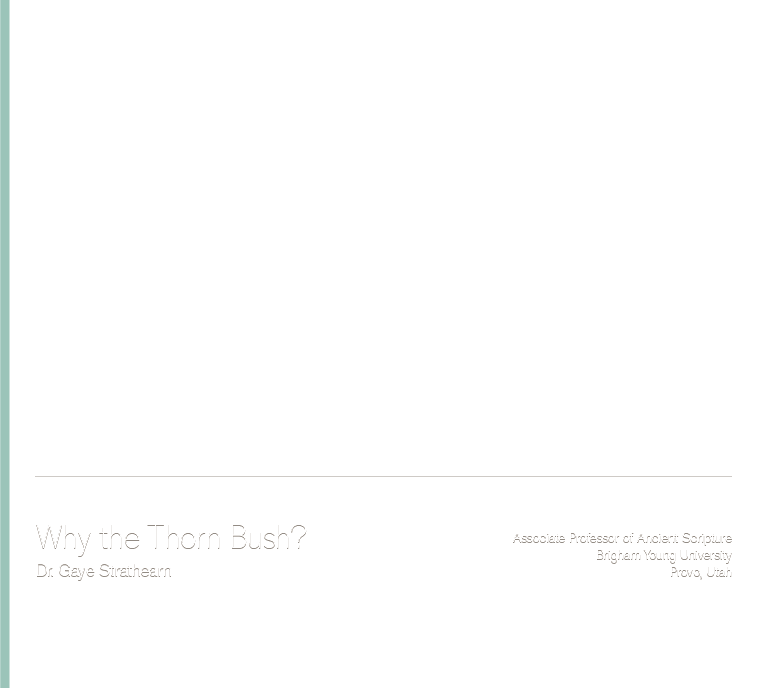 Why the Thorn Bush?
Dr. Gaye Strathearn
Associate Professor of Ancient Scripture
Brigham Young University
Provo, Utah